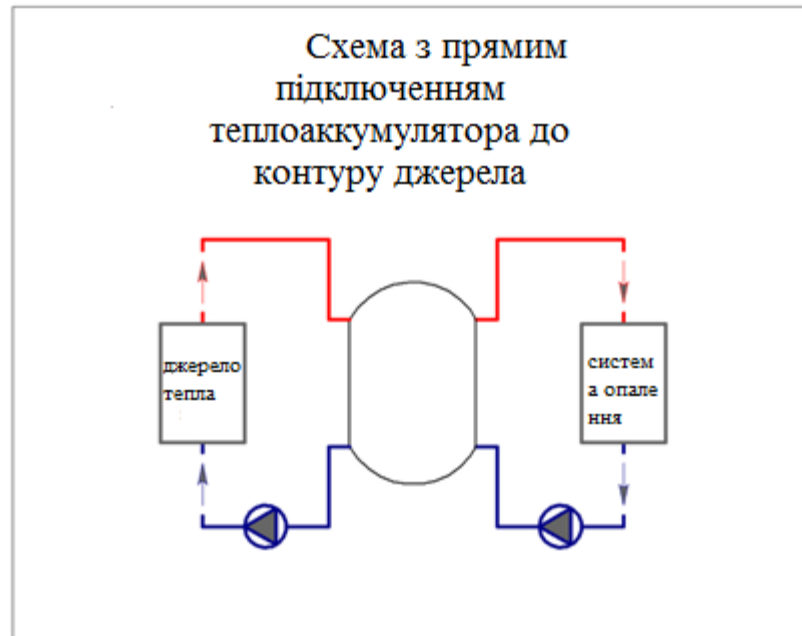 Схема з прямим
підключенням
теплоаккумулятора до
контуру джерела
джерело
тепла
систем
а опале
ння